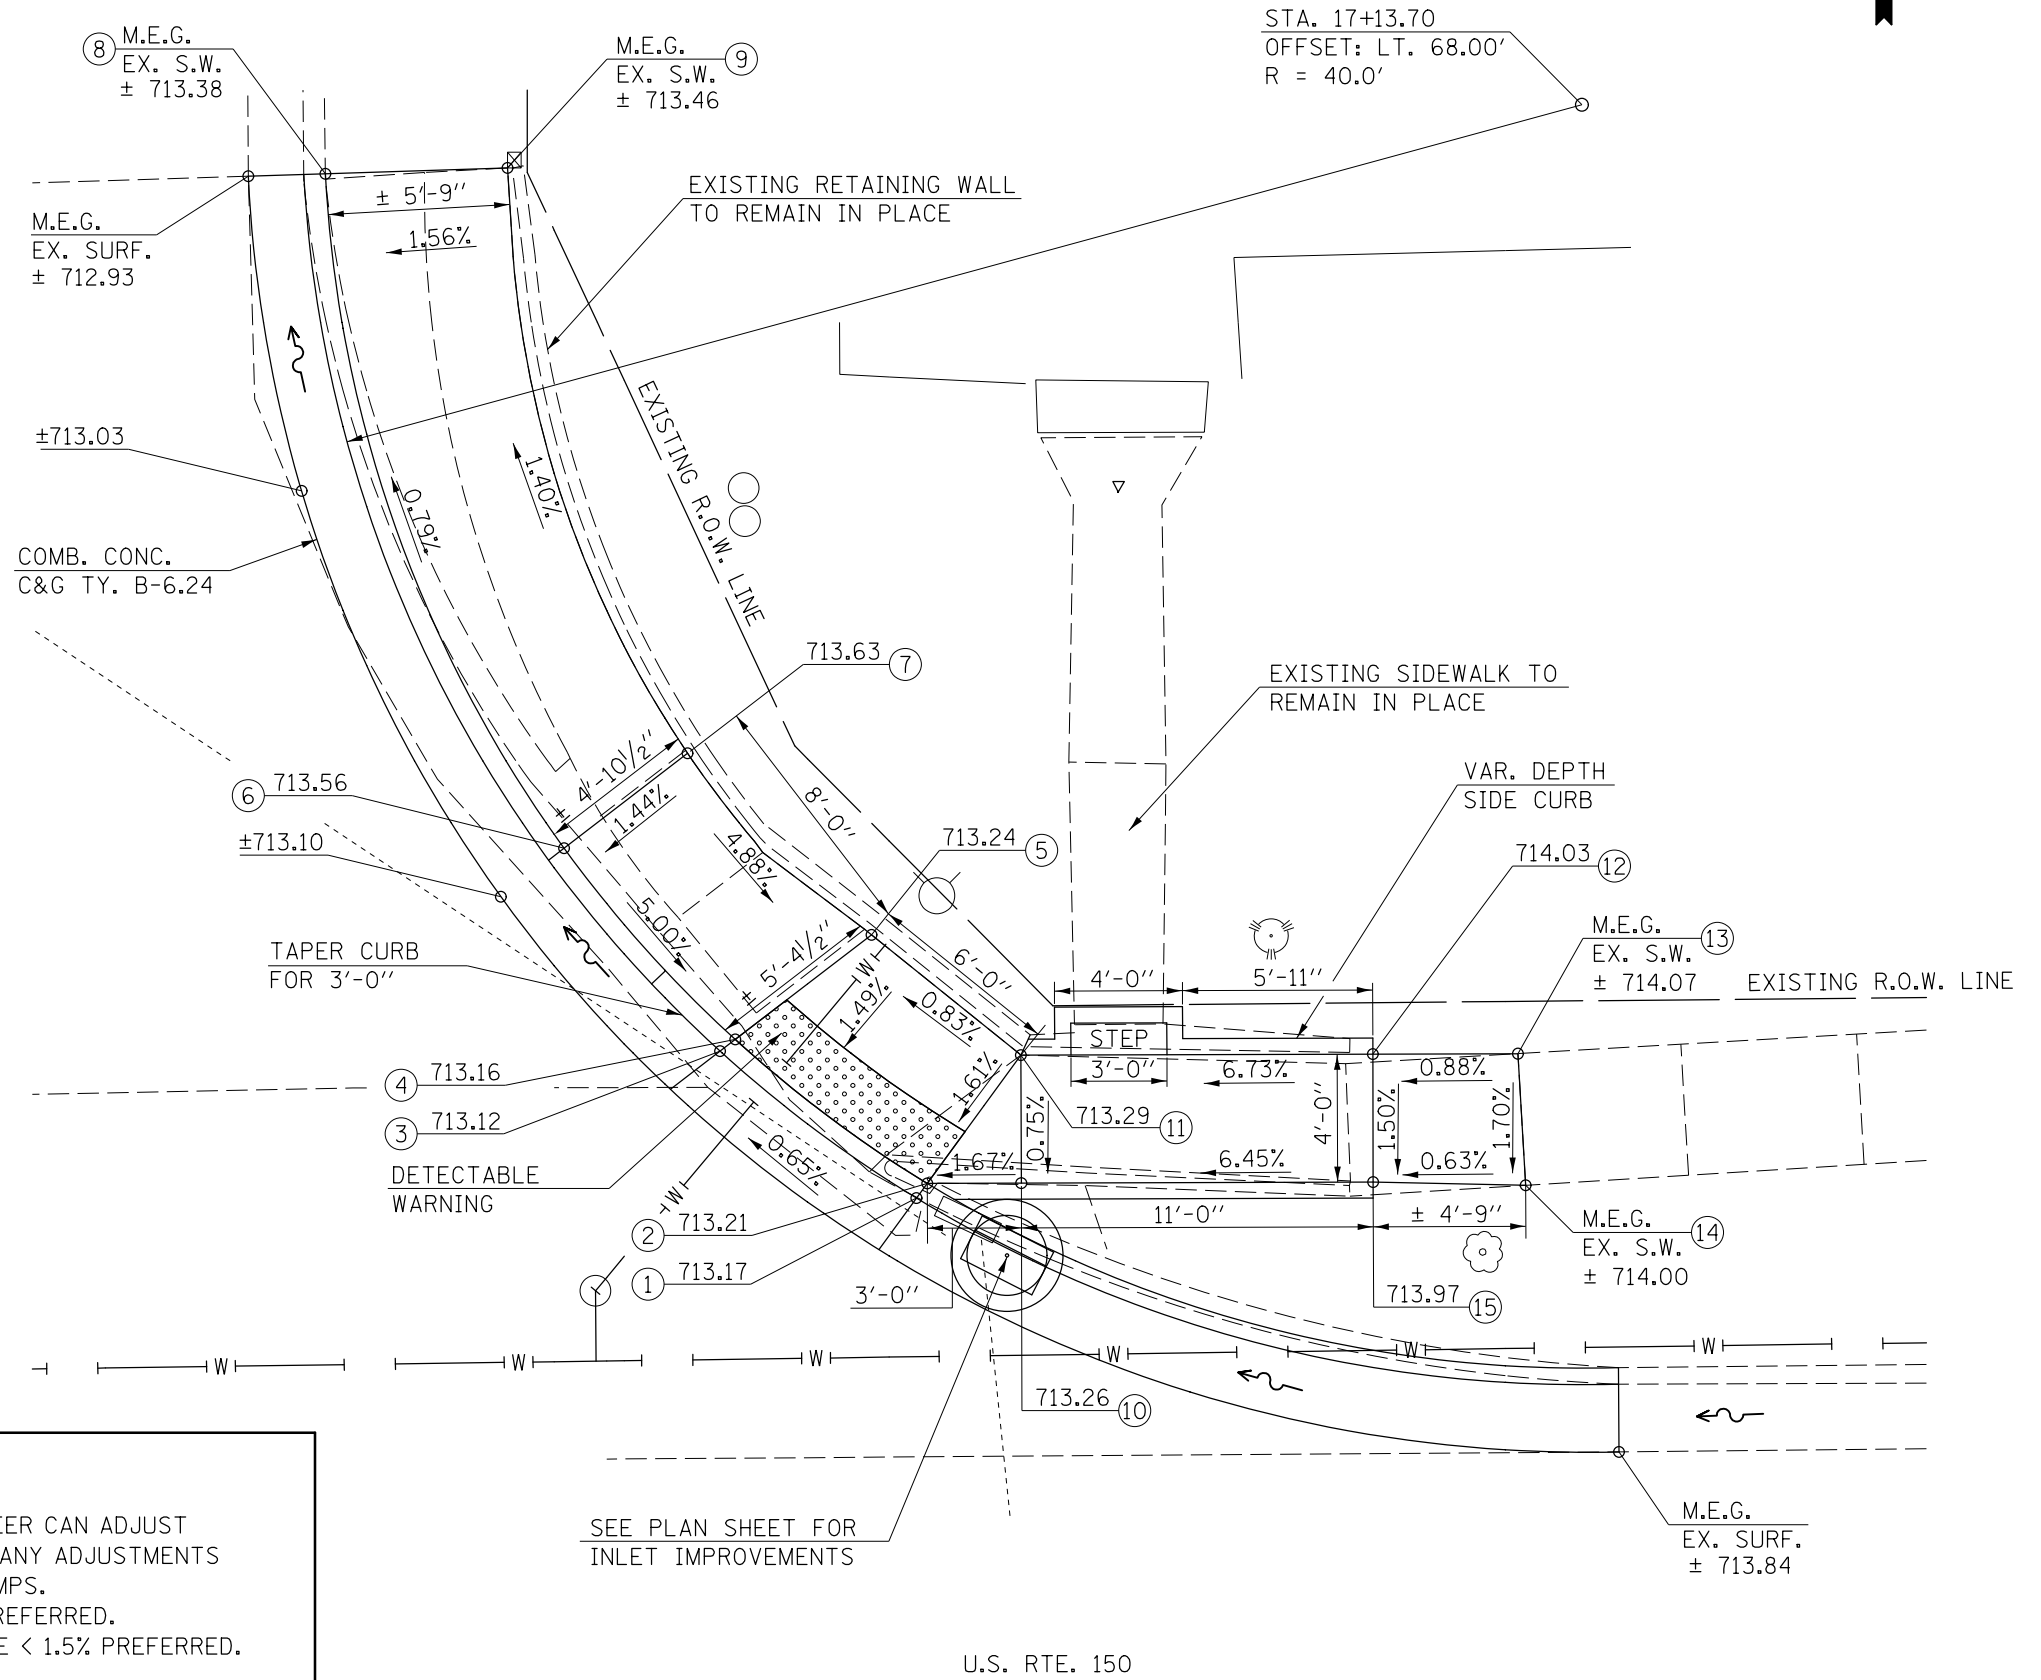 8
M.E.G.
EX. S.W.
± 713.38
M.E.G.
EX. S.W.
± 713.46
9
STA. 17+13.70
OFFSET: LT. 68.00'
R = 40.0'
± 5'-9"
1.56%
EXISTING RETAINING WALL
TO REMAIN IN PLACE
M.E.G.
EX. SURF.
± 712.93
±713.03
0.79%
1.40%
EXISTING R.O.W. LINE
COMB. CONC.
C&G TY. B-6.24
713.63
7
EXISTING SIDEWALK TO
REMAIN IN PLACE
6
713.56
± 4'-10 1/2"
1.44%
8'-0"
VAR. DEPTH
SIDE CURB
±713.10
4.88%
713.24
5
714.03
12
5.00%
TAPER CURB
FOR 3'-0"
± 5'-4 1/2"
W
6'-0"
4'-0"
5'-11"
M.E.G.
EX. S.W.
± 714.07
13
EXISTING R.O.W. LINE
1.49%
0.83%
STEP
3'-0"
6.73%
0.88%
4
713.16
1.61%
3
713.12
713.29
11
0.75%
4'-0"
1.50%
1.70%
DETECTABLE
WARNING
0.65%
1.67%
6.45%
0.63%
W
2
713.21
11'-0"
± 4'-9"
M.E.G.
EX. S.W.
± 714.00
14
1
713.17
3'-0"
713.97
15
W
W
W
W
W
W
713.26
10
SEE PLAN SHEET FOR
INLET IMPROVEMENTS
M.E.G.
EX. SURF.
± 713.84
EER CAN ADJUST
ANY ADJUSTMENTS
MPS.
REFERRED.
E < 1.5% PREFERRED.
U.S. RTE. 150